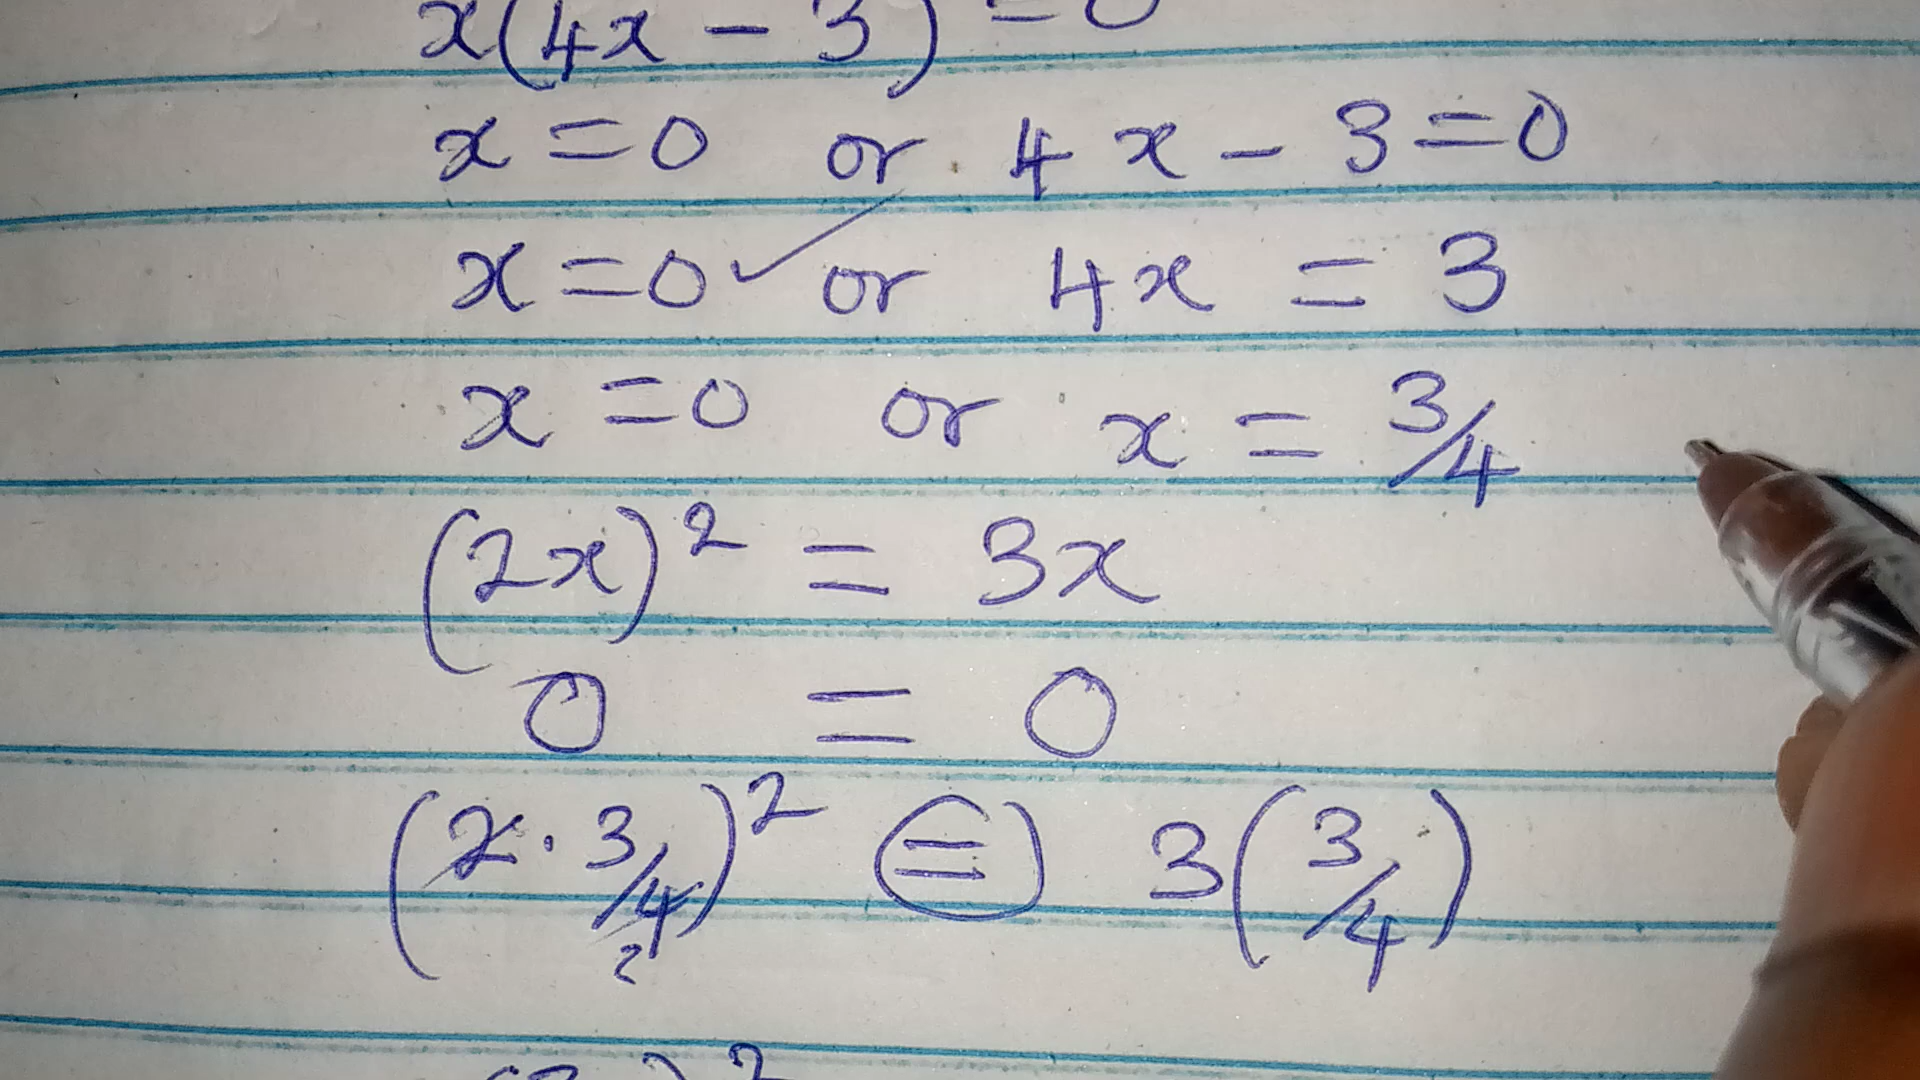 x(4x - 3) = 0
x = 0 or 4x - 3 = 0
x = 0 ✓ or 4x = 3
x = 0 or x = 3/4
(2x)² = 3x
0 = 0
(2 · 3/4)² = 3(3/4)
2